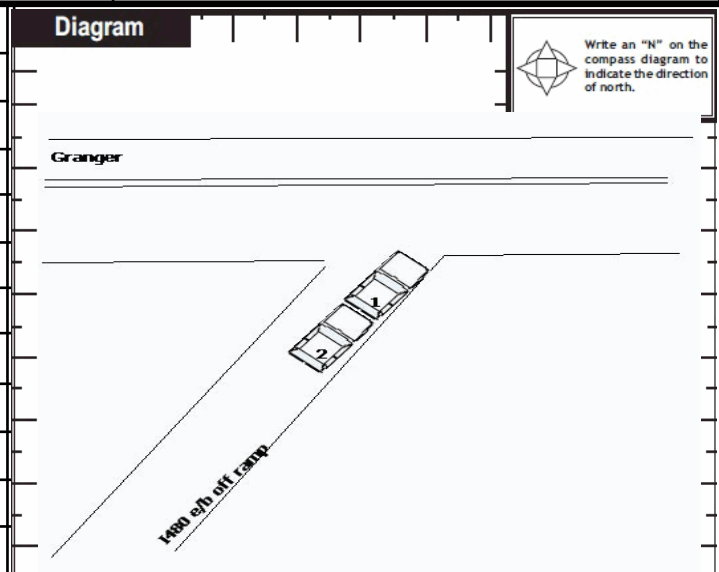 Diagram
Write an “N” on the
compass diagram to
indicate the direction
of north.
Granger
1
2
I480 e/b off ramp